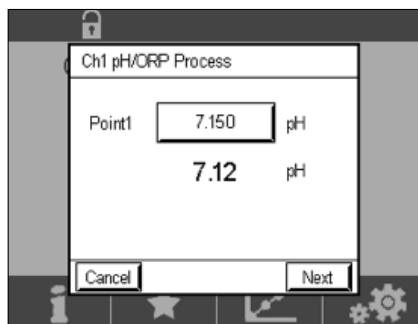 Ch1 pH/ORP Process
Point1 7.150 pH
7.12 pH
Cancel Next